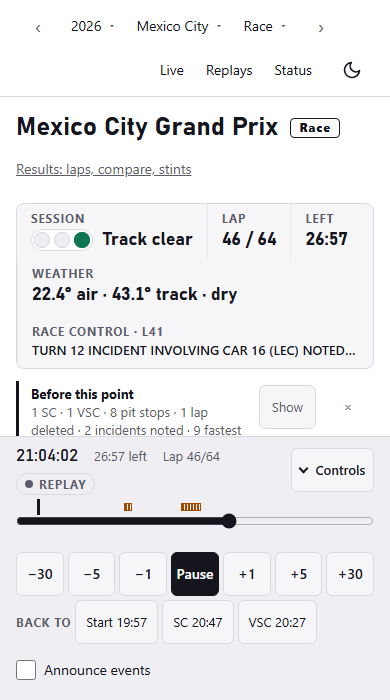 ‹ 2026 Mexico City Race ›
Live Replays Status
Mexico City Grand Prix Race
Results: laps, compare, stints
SESSION LAP LEFT
Track clear 46 / 64 26:57
WEATHER
22.4° air · 43.1° track · dry
RACE CONTROL · L41
TURN 12 INCIDENT INVOLVING CAR 16 (LEC) NOTED...
Before this point
1 SC · 1 VSC · 8 pit stops · 1 lap
deleted · 2 incidents noted · 9 fastest
Show ×
21:04:02 26:57 left Lap 46/64
REPLAY
Controls
−30 −5 −1 Pause +1 +5 +30
BACK TO Start 19:57 SC 20:47 VSC 20:27
Announce events